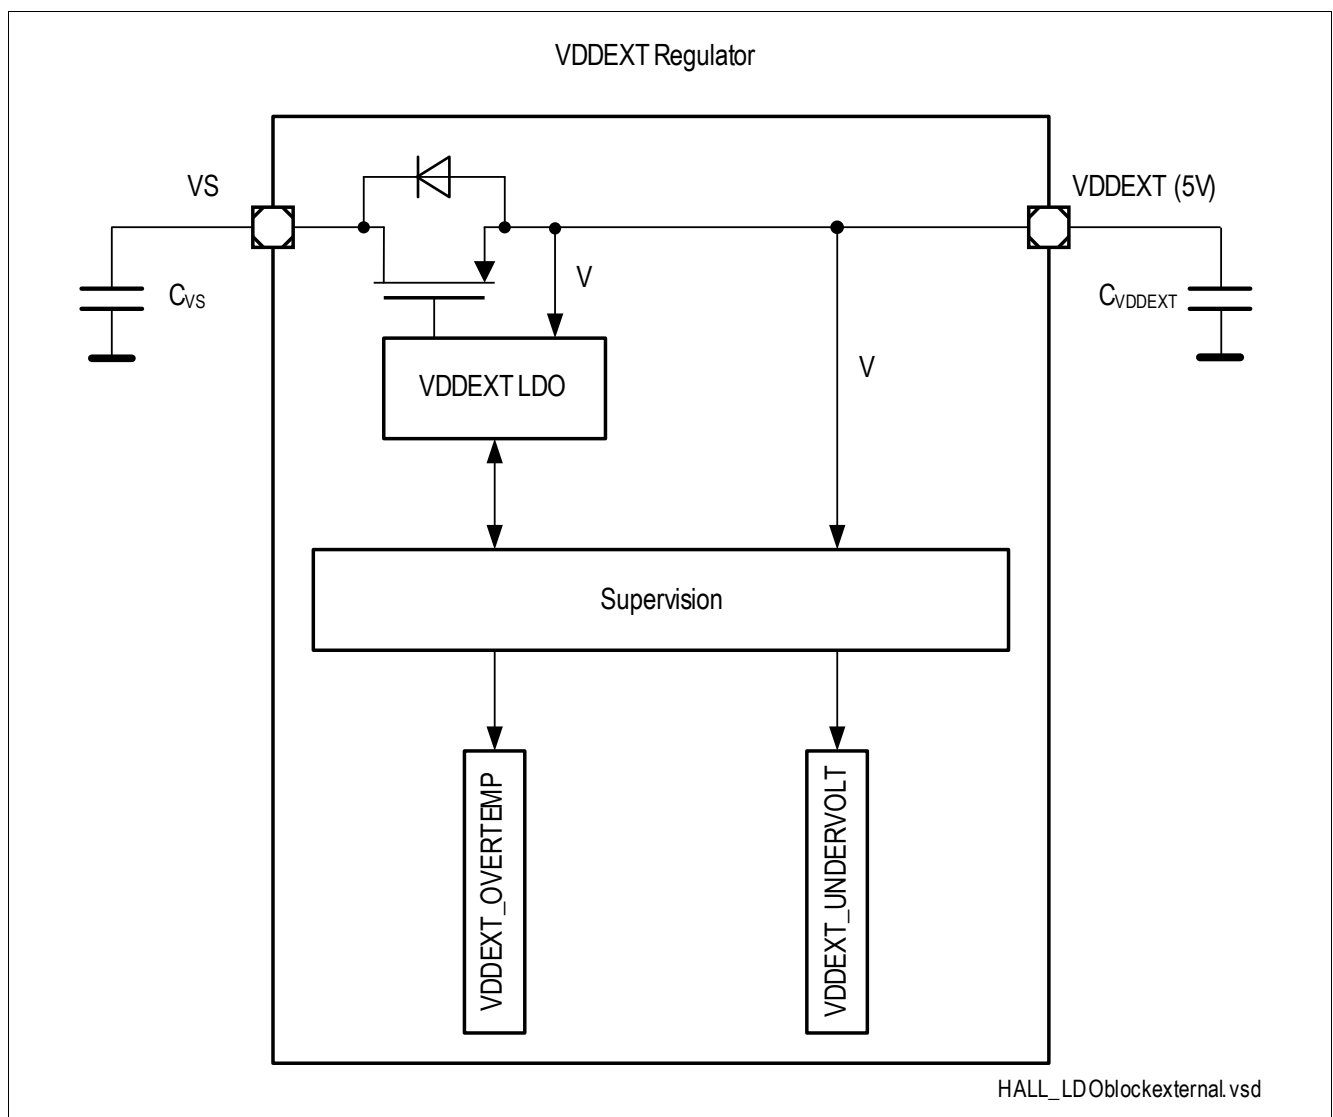 VDDEXT Regulator
VS
VDDEXT (5V)
CVS
V
CVDDEXT
VDDEXT LDO
V
Supervision
VDDEXT_OVERTEMP
VDDEXT_UNDERVOLT
HALL_LDOblockexternal.vsd